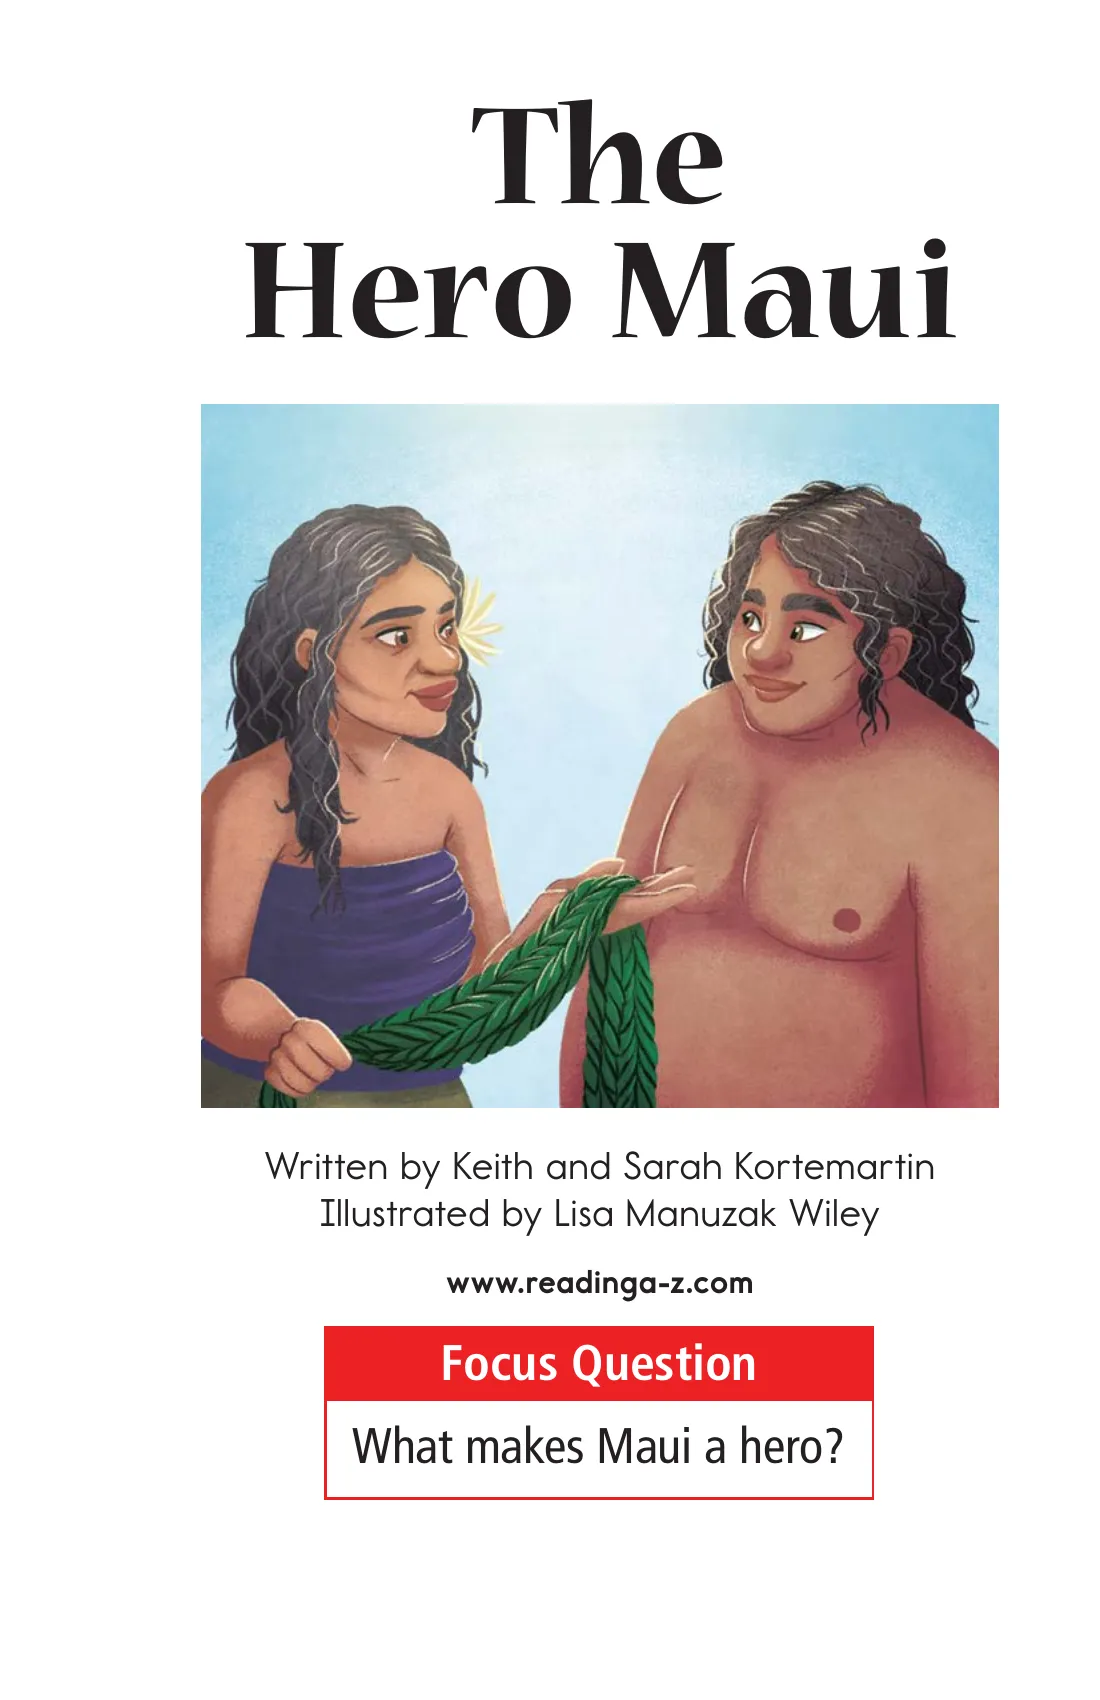 The
Hero Maui
Written by Keith and Sarah Kortemartin
Illustrated by Lisa Manuzak Wiley
www.readinga-z.com
Focus Question
What makes Maui a hero?